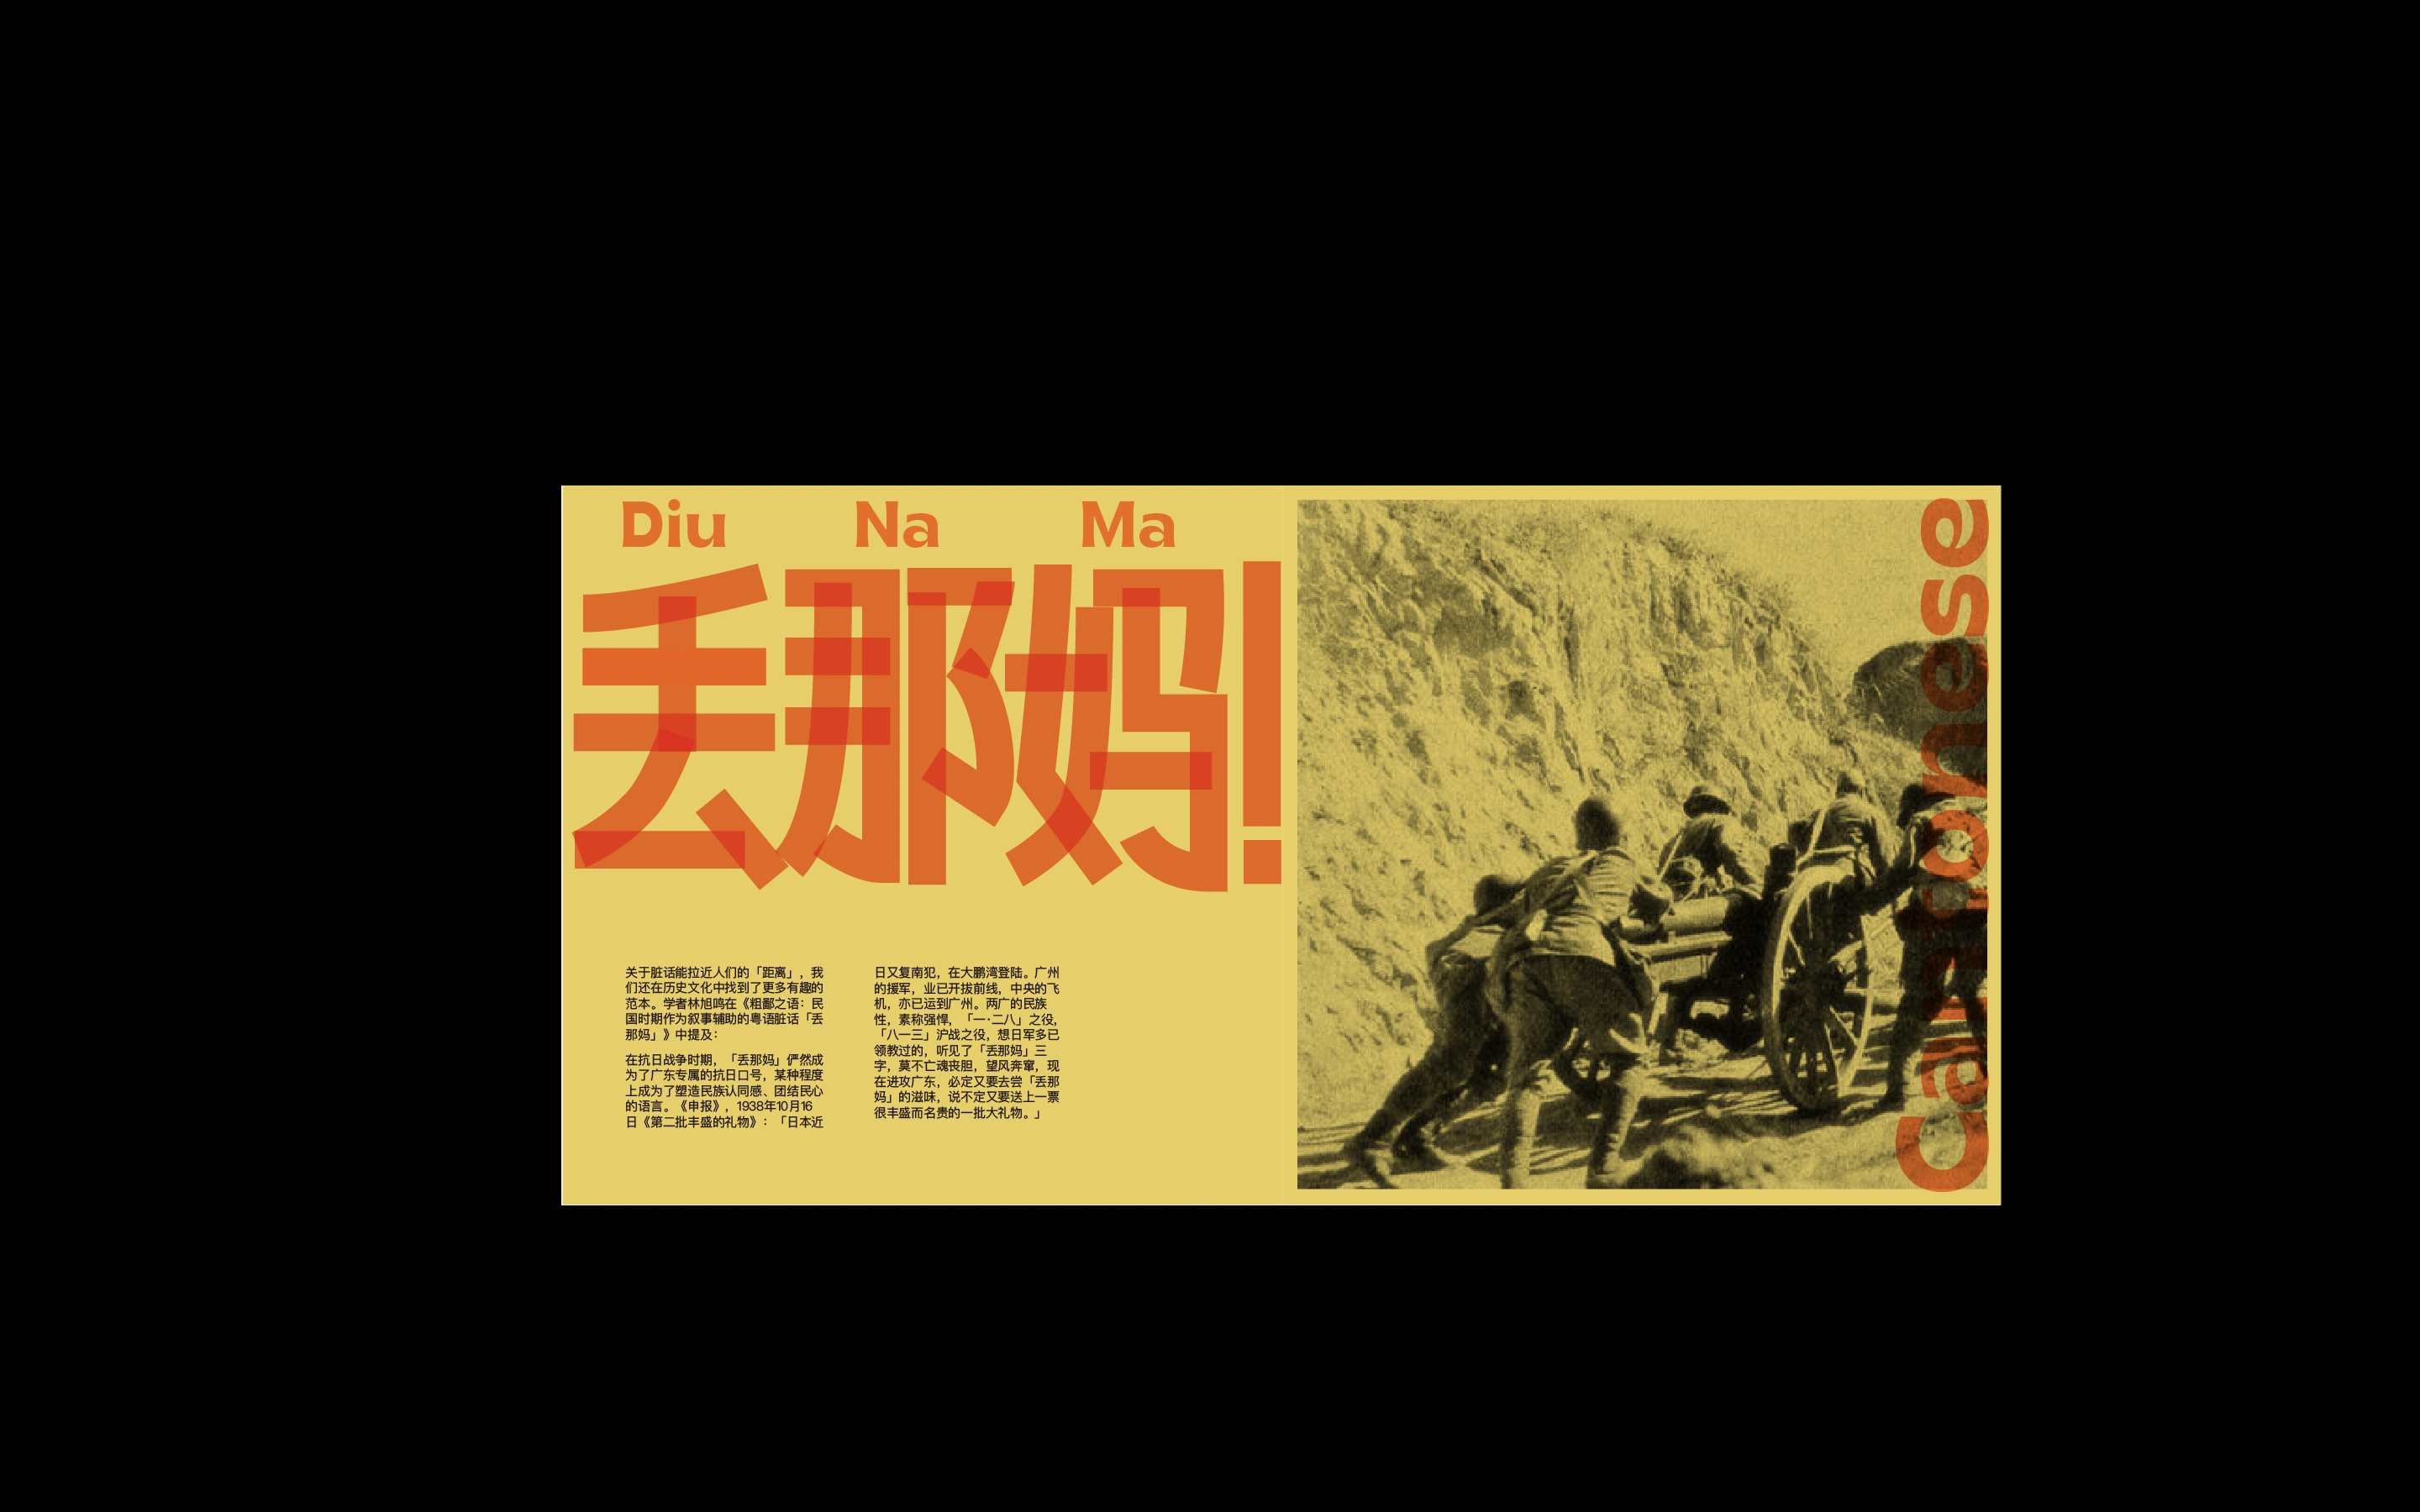 Diu Na Ma
丢那妈!
关于脏话能拉近人们的「距离」，我
们还在历史文化中找到了更多有趣的
范本。学者林旭鸣在《粗鄙之语：民
国时期作为叙事辅助的粤语脏话「丢
那妈」》中提及：
在抗日战争时期，「丢那妈」俨然成
为了广东专属的抗日口号，某种程度
上成为了塑造民族认同感、团结民心
的语言。《申报》，1938年10月16
日《第二批丰盛的礼物》：「日本近
日又复南犯，在大鹏湾登陆。广州
的援军，业已开拔前线，中央的飞
机，亦已运到广州。两广的民族
性，素称强悍，「一·二八」之役，
「八一三」沪战之役，想日军多已
领教过的，听见了「丢那妈」三
字，莫不亡魂丧胆，望风奔窜，现
在进攻广东，必定又要去尝「丢那
妈」的滋味，说不定又要送上一票
很丰盛而名贵的一批大礼物。」
Cantonese